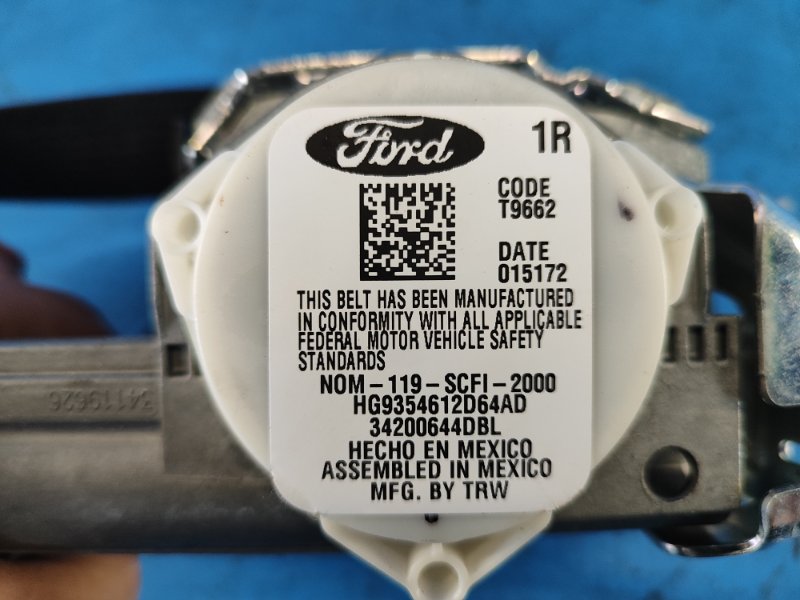 Ford
1R
CODE
T9662
DATE
015172
THIS BELT HAS BEEN MANUFACTURED
IN CONFORMITY WITH ALL APPLICABLE
FEDERAL MOTOR VEHICLE SAFETY
STANDARDS
NOM-119-SCFI-2000
HG9354612D64AD
34200644DBL
HECHO EN MEXICO
ASSEMBLED IN MEXICO
MFG. BY TRW
34119626